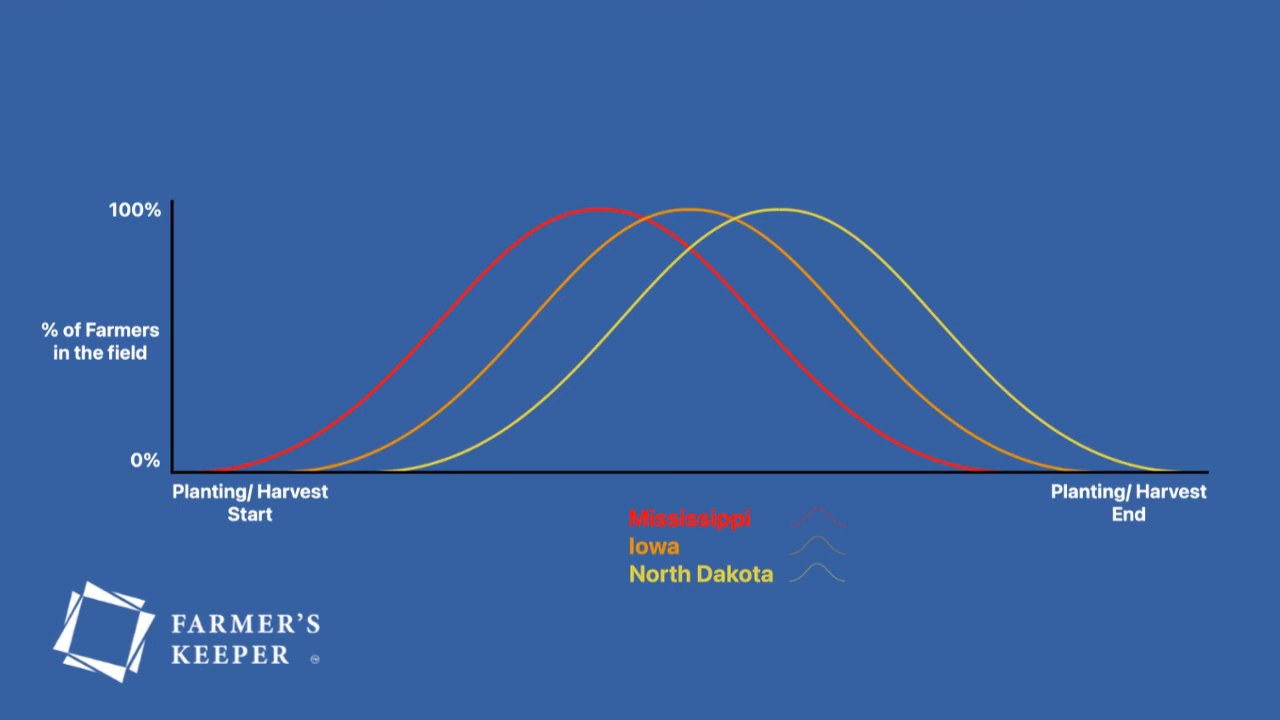 100%
% of Farmers
in the field
0%
Planting/ Harvest
Start
Planting/ Harvest
End
Mississippi
Iowa
North Dakota
FARMER'S
KEEPER